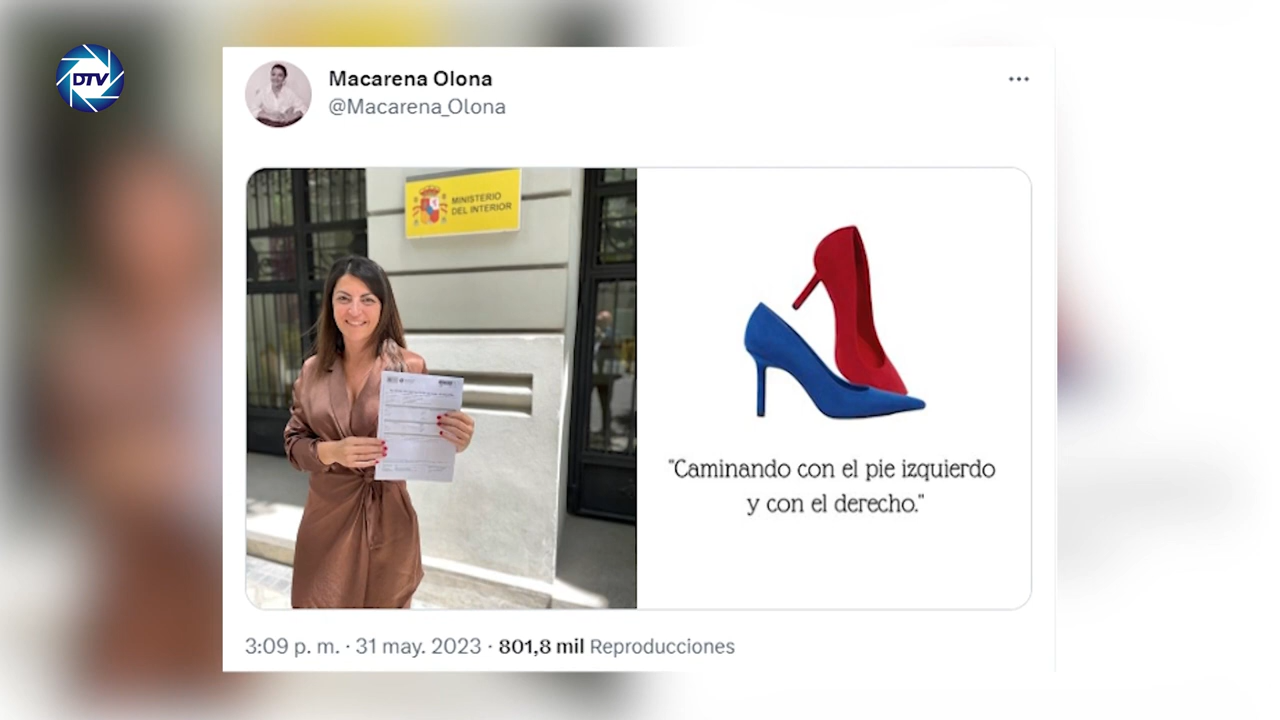 DTV
Macarena Olona
@Macarena_Olona
MINISTERIO
DEL INTERIOR
"Caminando con el pie izquierdo
y con el derecho."
3:09 p. m. · 31 may. 2023 · 801,8 mil Reproducciones